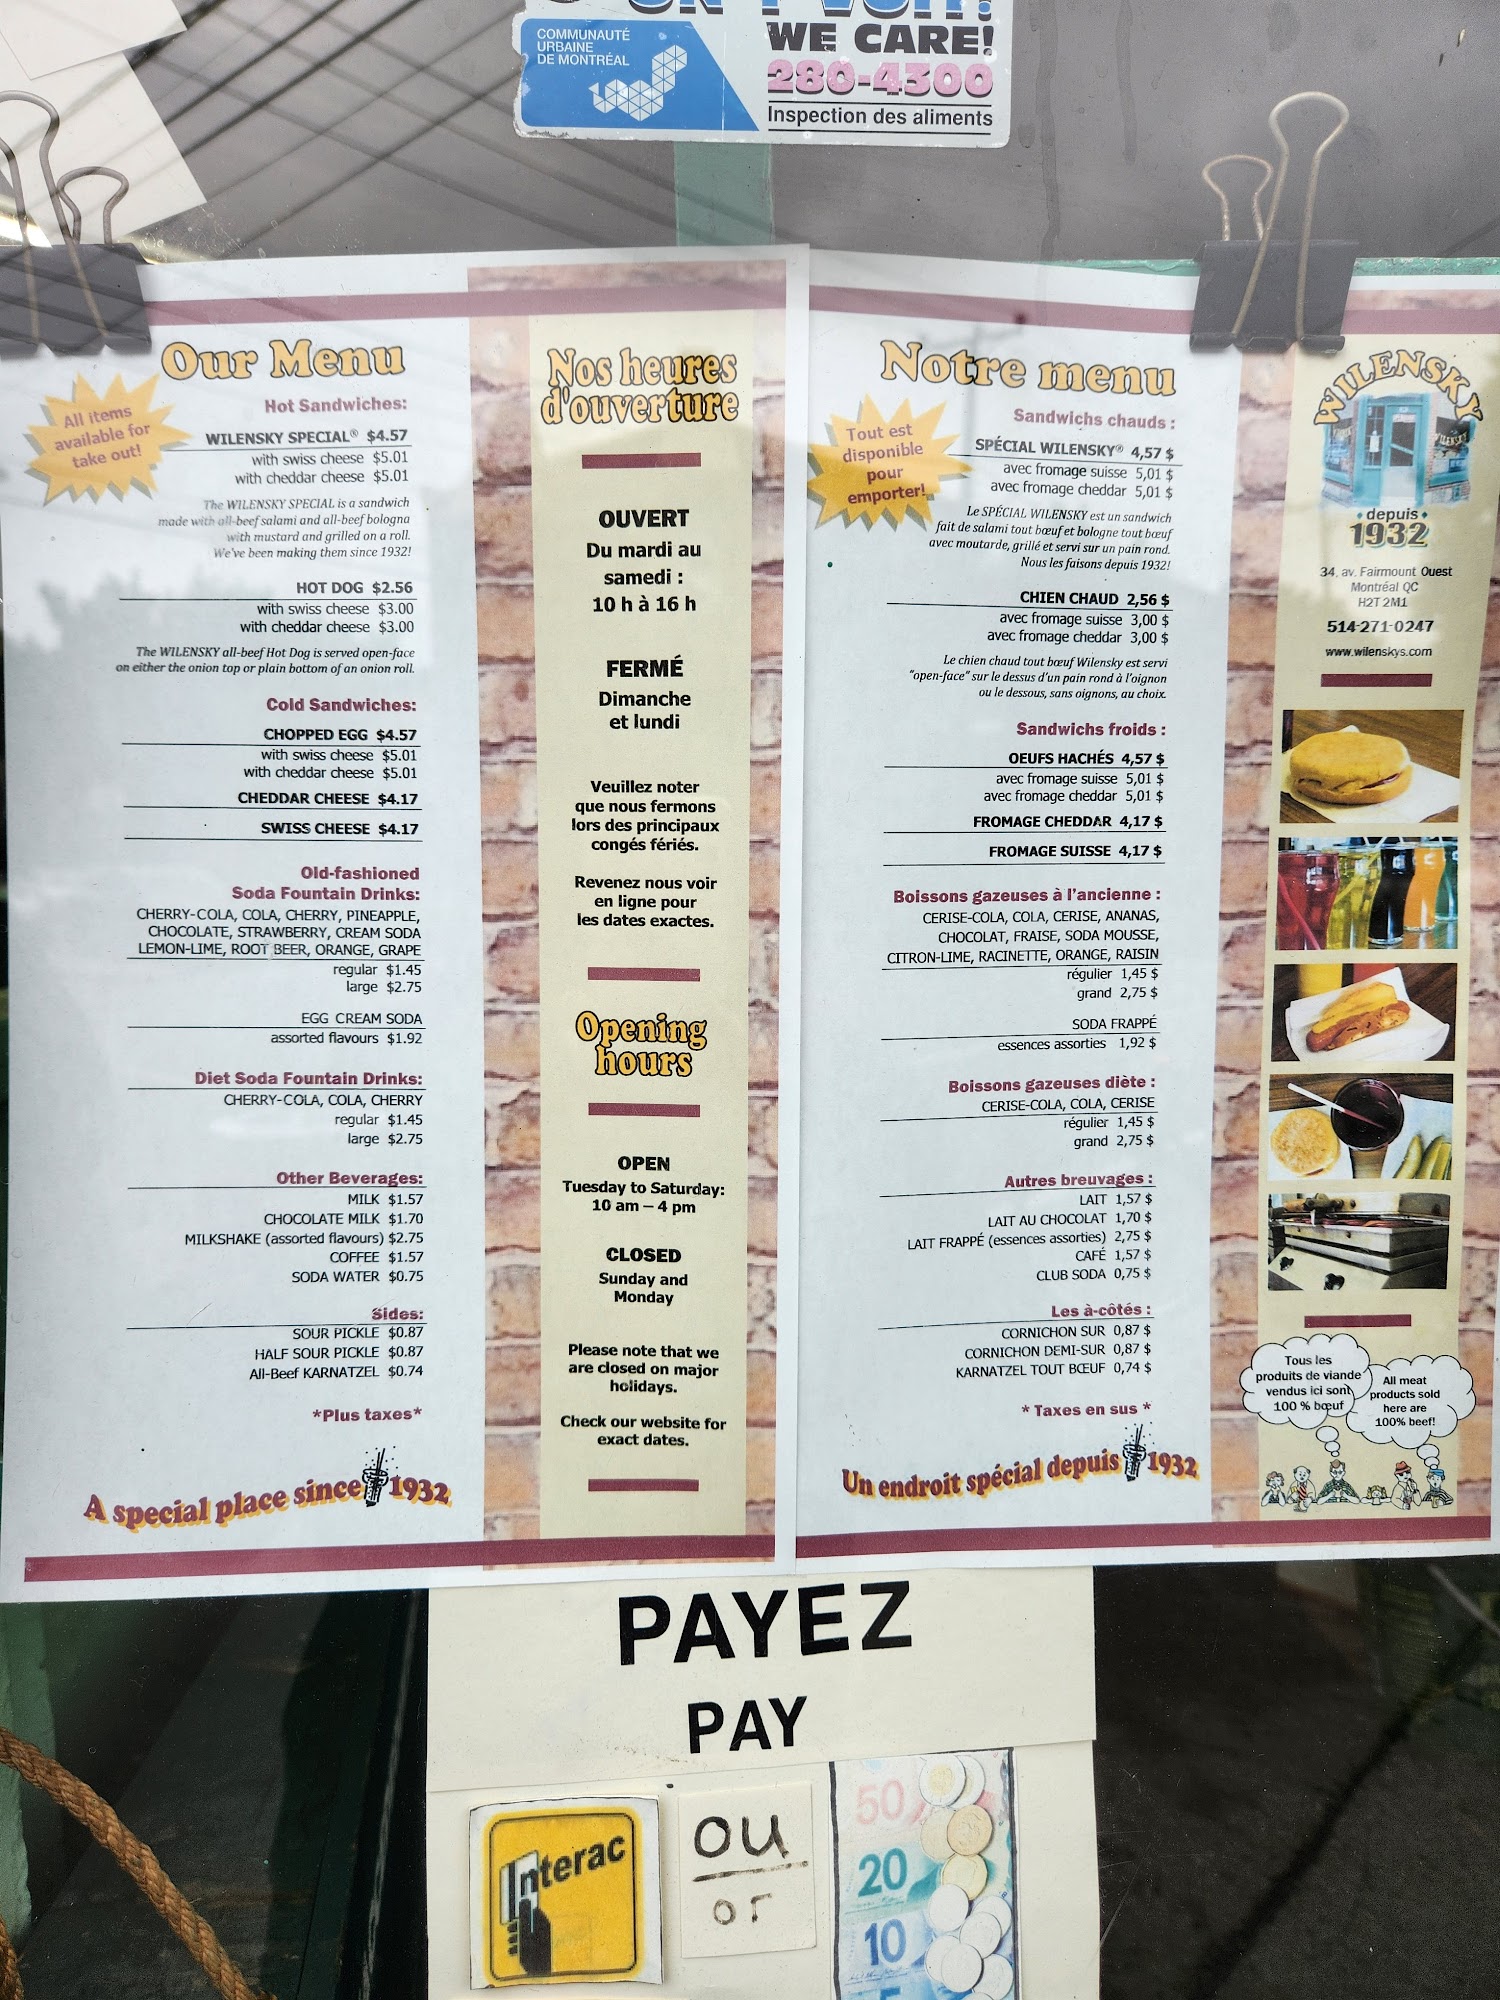 COMMUNAUTÉ
URBAINE
DE MONTRÉAL
WE CARE!
280-4300
Inspection des aliments
Our Menu
All items
available for
take out!
Hot Sandwiches:
WILENSKY SPECIAL® $4.57
with swiss cheese $5.01
with cheddar cheese $5.01
The WILENSKY SPECIAL is a sandwich
made with all-beef salami and all-beef bologna
with mustard and grilled on a roll.
We've been making them since 1932!
HOT DOG $2.56
with swiss cheese $3.00
with cheddar cheese $3.00
The WILENSKY all-beef Hot Dog is served open-face
on either the onion top or plain bottom of an onion roll.
Cold Sandwiches:
CHOPPED EGG $4.57
with swiss cheese $5.01
with cheddar cheese $5.01
CHEDDAR CHEESE $4.17
SWISS CHEESE $4.17
Old-fashioned
Soda Fountain Drinks:
CHERRY-COLA, COLA, CHERRY, PINEAPPLE,
CHOCOLATE, STRAWBERRY, CREAM SODA
LEMON-LIME, ROOT BEER, ORANGE, GRAPE
regular $1.45
large $2.75
EGG CREAM SODA
assorted flavours $1.92
Diet Soda Fountain Drinks:
CHERRY-COLA, COLA, CHERRY
regular $1.45
large $2.75
Other Beverages:
MILK $1.57
CHOCOLATE MILK $1.70
MILKSHAKE (assorted flavours) $2.75
COFFEE $1.57
SODA WATER $0.75
Sides:
SOUR PICKLE $0.87
HALF SOUR PICKLE $0.87
All-Beef KARNATZEL $0.74
*Plus taxes*
A special place since 1932
Nos heures
d'ouverture
OUVERT
Du mardi au
samedi :
10 h à 16 h
FERMÉ
Dimanche
et lundi
Veuillez noter
que nous fermons
lors des principaux
congés fériés.
Revenez nous voir
en ligne pour
les dates exactes.
Opening
hours
OPEN
Tuesday to Saturday:
10 am – 4 pm
CLOSED
Sunday and
Monday
Please note that we
are closed on major
holidays.
Check our website for
exact dates.
Notre menu
Tout est
disponible
pour
emporter!
Sandwichs chauds :
SPÉCIAL WILENSKY® 4,57 $
avec fromage suisse 5,01 $
avec fromage cheddar 5,01 $
Le SPÉCIAL WILENSKY est un sandwich
fait de salami tout bœuf et bologne tout bœuf
avec moutarde, grillé et servi sur un pain rond.
Nous les faisons depuis 1932!
CHIEN CHAUD 2,56 $
avec fromage suisse 3,00 $
avec fromage cheddar 3,00 $
Le chien chaud tout bœuf Wilensky est servi
"open-face" sur le dessus d'un pain rond à l'oignon
ou le dessous, sans oignons, au choix.
Sandwichs froids :
OEUFS HACHÉS 4,57 $
avec fromage suisse 5,01 $
avec fromage cheddar 5,01 $
FROMAGE CHEDDAR 4,17 $
FROMAGE SUISSE 4,17 $
Boissons gazeuses à l'ancienne :
CERISE-COLA, COLA, CERISE, ANANAS,
CHOCOLAT, FRAISE, SODA MOUSSE,
CITRON-LIME, RACINETTE, ORANGE, RAISIN
régulier 1,45 $
grand 2,75 $
SODA FRAPPÉ
essences assorties 1,92 $
Boissons gazeuses diète :
CERISE-COLA, COLA, CERISE
régulier 1,45 $
grand 2,75 $
Autres breuvages :
LAIT 1,57 $
LAIT AU CHOCOLAT 1,70 $
LAIT FRAPPÉ (essences assorties) 2,75 $
CAFÉ 1,57 $
CLUB SODA 0,75 $
Les à-côtés :
CORNICHON SUR 0,87 $
CORNICHON DEMI-SUR 0,87 $
KARNATZEL TOUT BŒUF 0,74 $
* Taxes en sus *
Un endroit spécial depuis 1932
WILENSKY
WILENSKY
depuis
1932
34, av. Fairmount Ouest
Montréal QC
H2T 2M1
514-271-0247
www.wilenskys.com
Tous les
produits de viande
vendus ici sont
100 % bœuf
All meat
products sold
here are
100% beef!
PAYEZ
PAY
Interac
OU
or
50
20
10